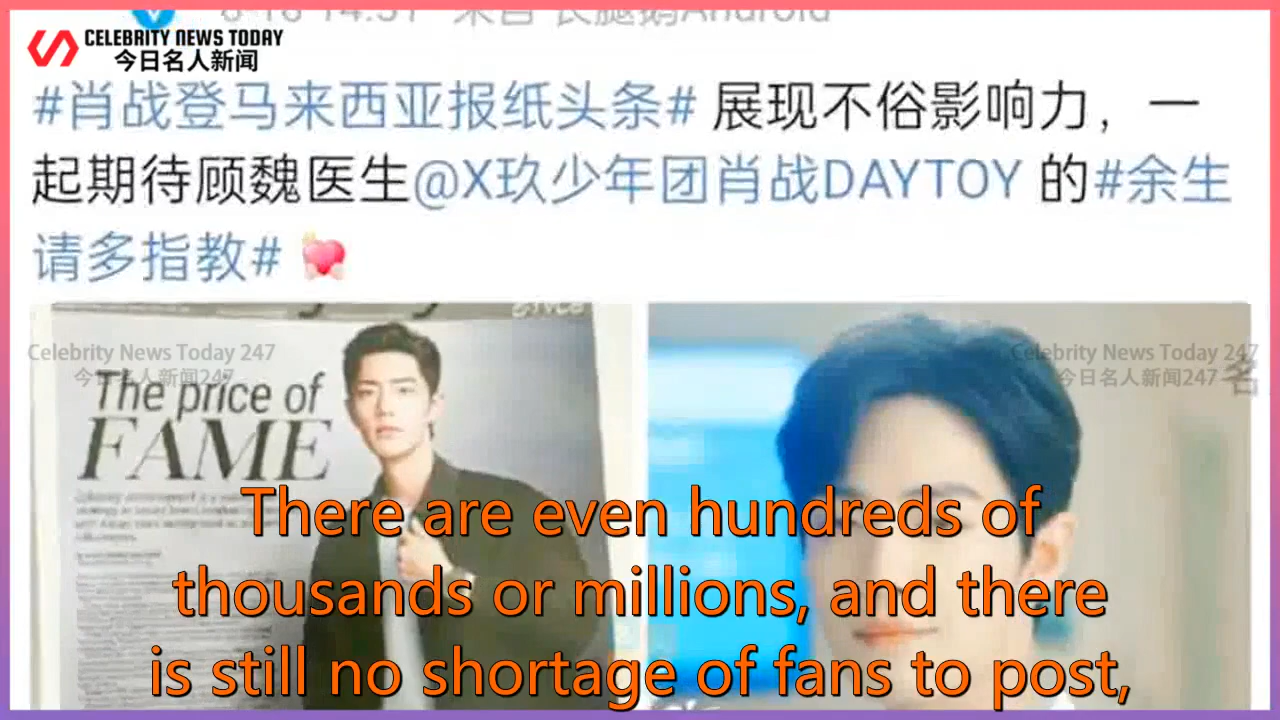 CELEBRITY NEWS TODAY
今日名人新闻
#肖战登马来西亚报纸头条# 展现不俗影响力，一
起期待顾魏医生@X玖少年团肖战DAYTOY 的#余生
请多指教#
Celebrity News Today 247
今日名人新闻247
Celebrity News Today 247
今日名人新闻247
The price of
FAME
There are even hundreds of
thousands or millions, and there
is still no shortage of fans to post,